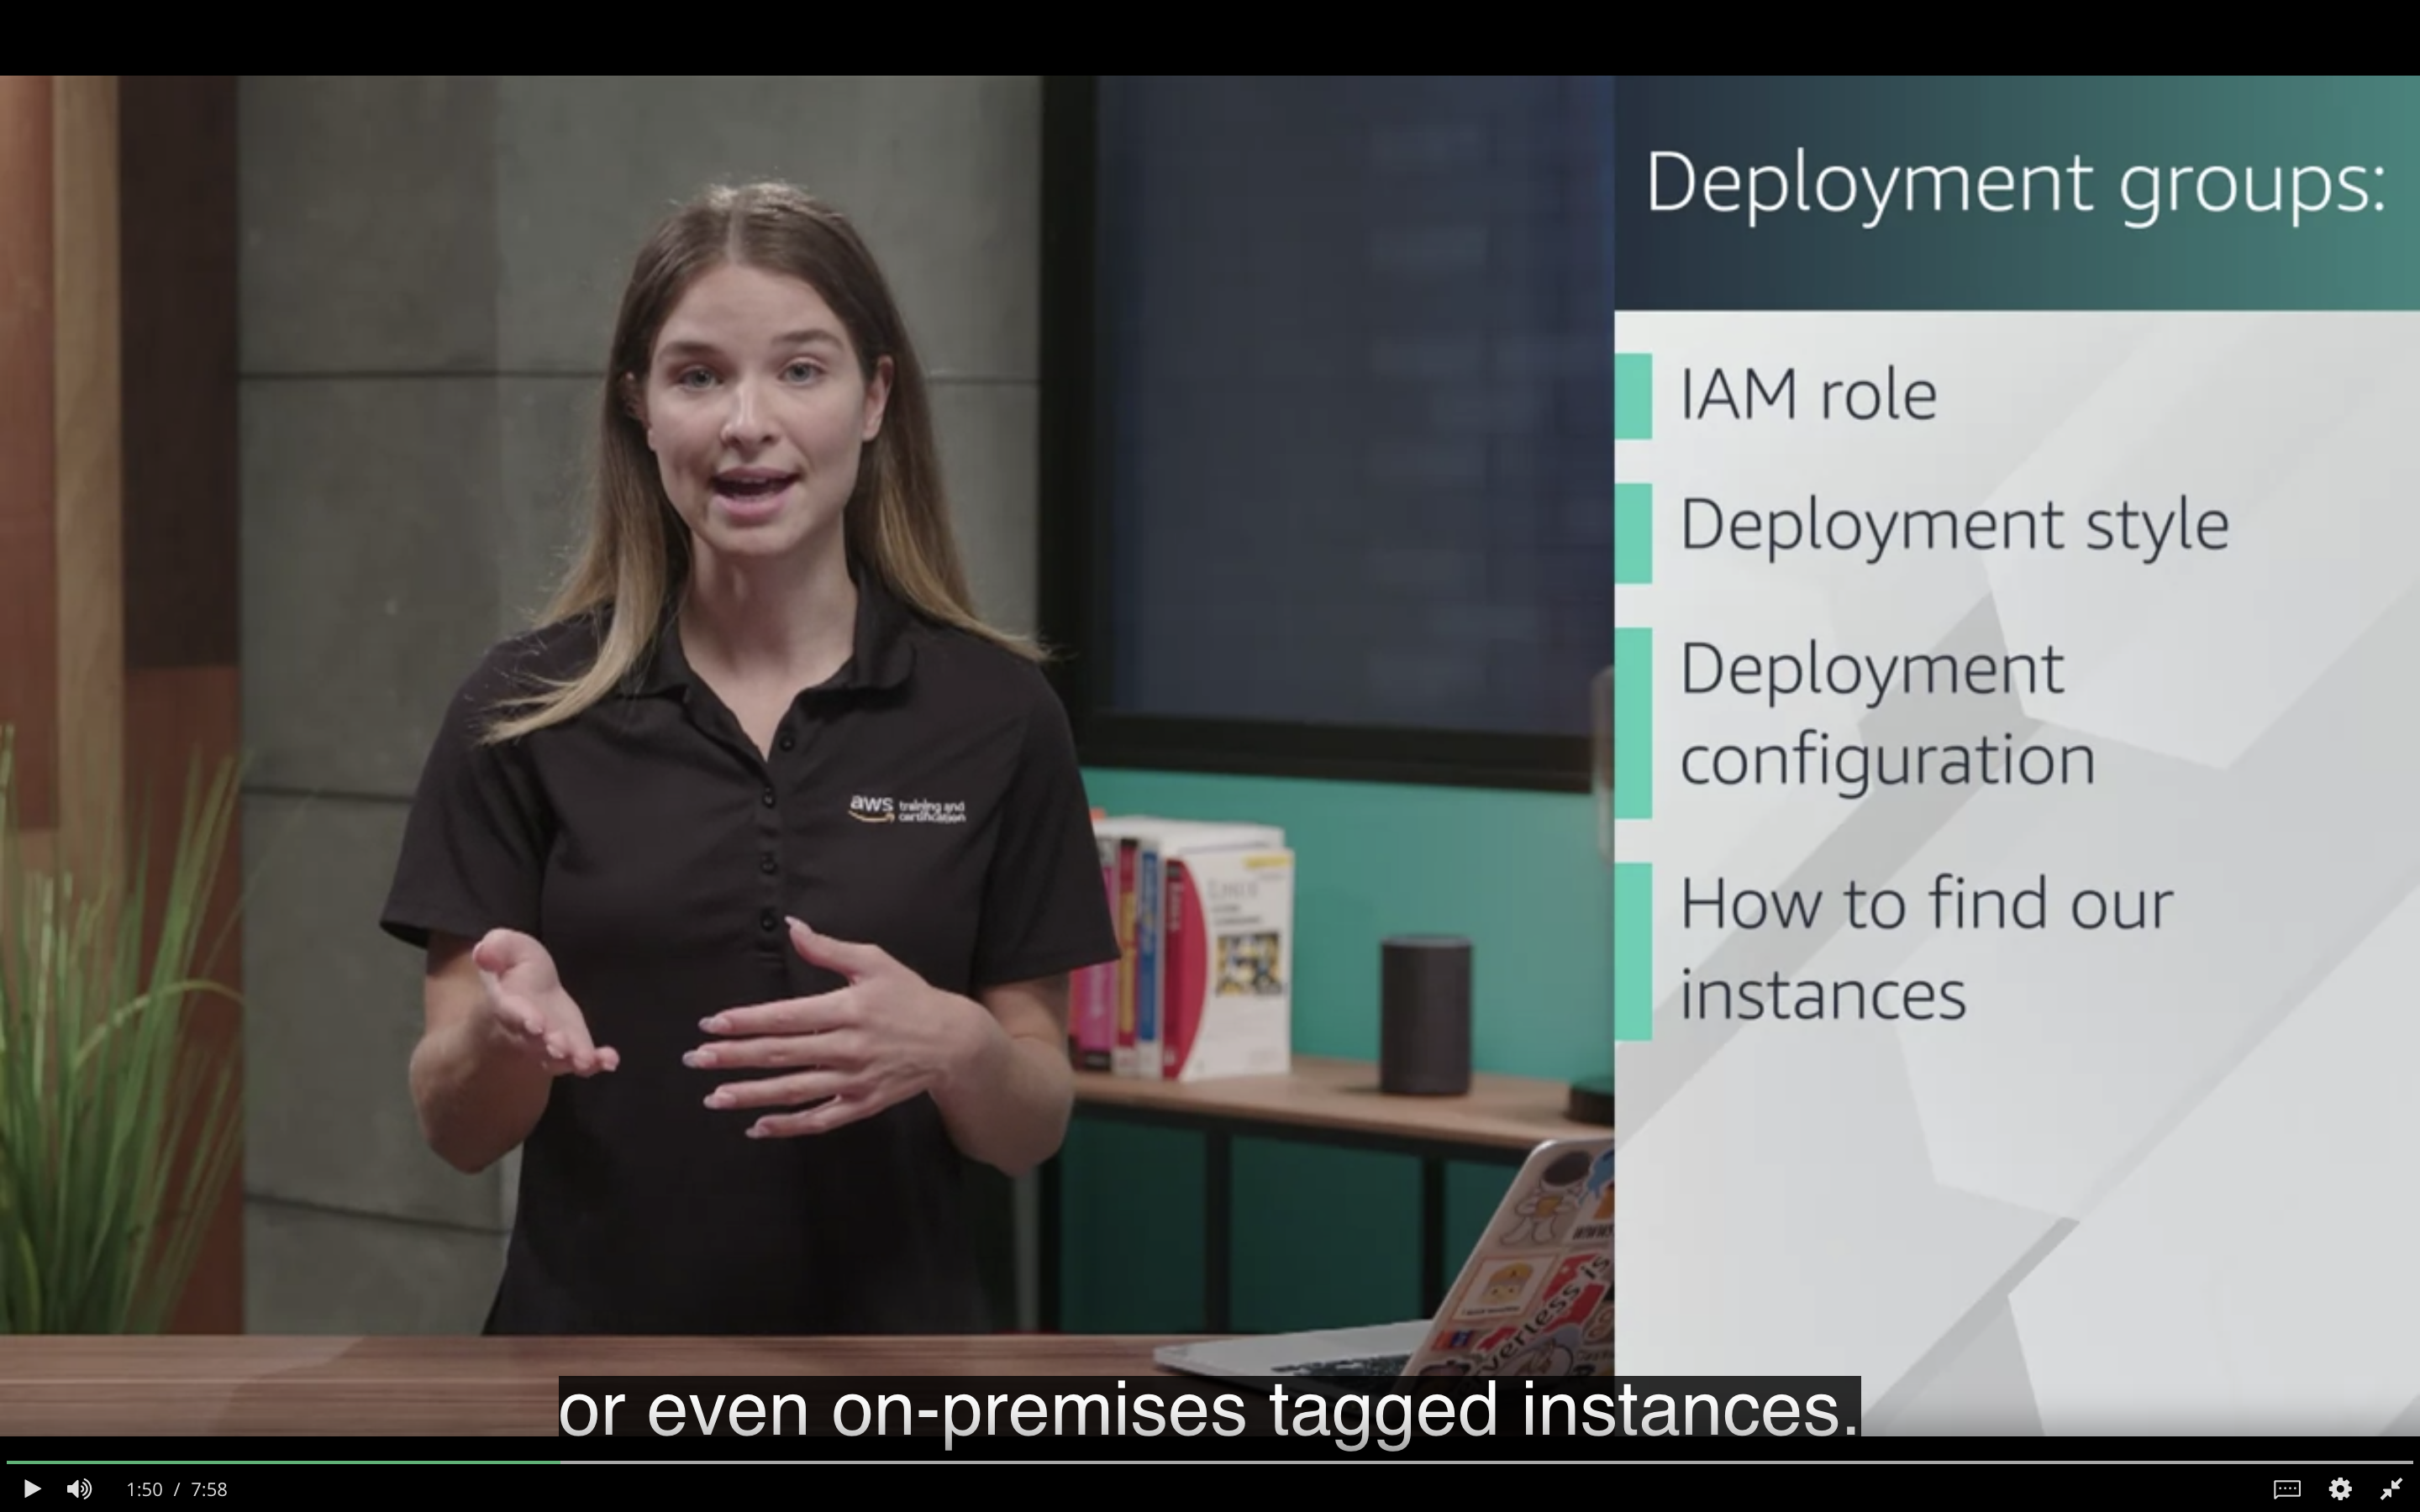 Deployment groups:
IAM role
Deployment style
Deployment
configuration
How to find our
instances
aws training and
certification
or even on-premises tagged instances.
1:50 / 7:58